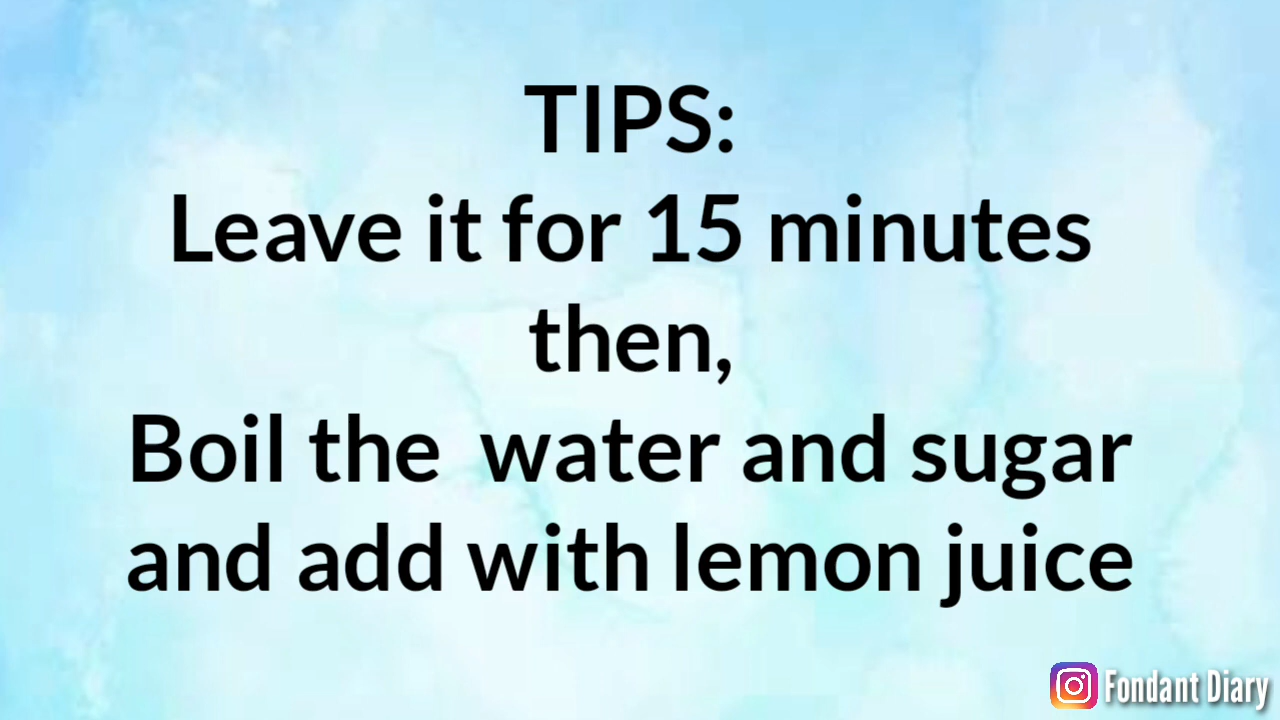 TIPS:
Leave it for 15 minutes
then,
Boil the  water and sugar
and add with lemon juice
Fondant Diary